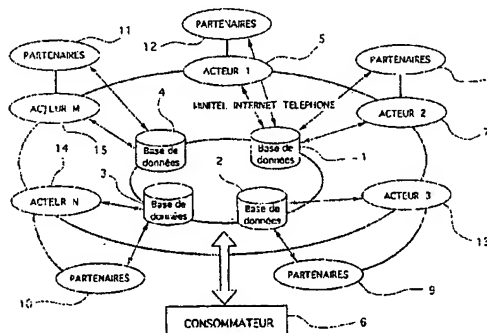 11
12
PARTENAIRES
5
PARTENAIRES
PARTENAIRES
ACTEUR 1
ACTEUR M
4
MINITEL INTERNET TELEPHONE
ACTEUR 2
7
14
15
Base de
données
Base de
données
1
3
2
ACTEUR N
Base de
données
Base de
données
ACTEUR 3
13
PARTENAIRES
PARTENAIRES
10
9
CONSOMMATEUR
6